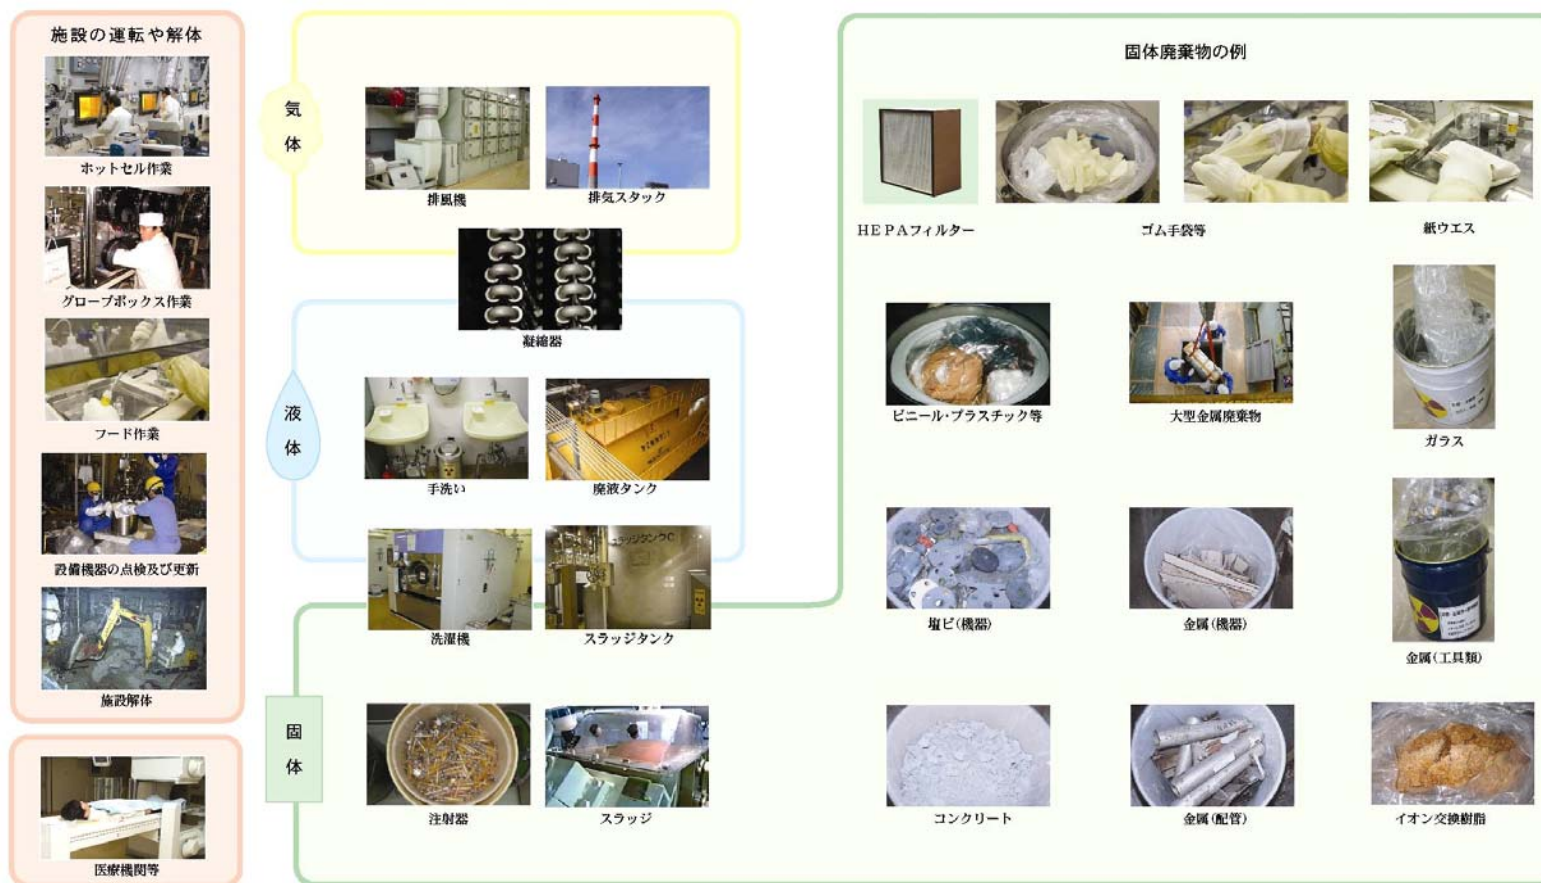 施設の運転や解体
ホットセル作業
グローブボックス作業
フード作業
設備機器の点検及び更新
施設解体
医療機関等
気体
排風機
排気スタック
凝縮器
液体
手洗い
廃液タンク
洗濯機
スラッジタンクC
スラッジタンク
固体
注射器
スラッジ
固体廃棄物の例
HEPAフィルター
ゴム手袋等
紙ウエス
ビニール・プラスチック等
大型金属廃棄物
ガラス
塩ビ(機器)
金属(機器)
金属(工具類)
コンクリート
金属(配管)
イオン交換樹脂